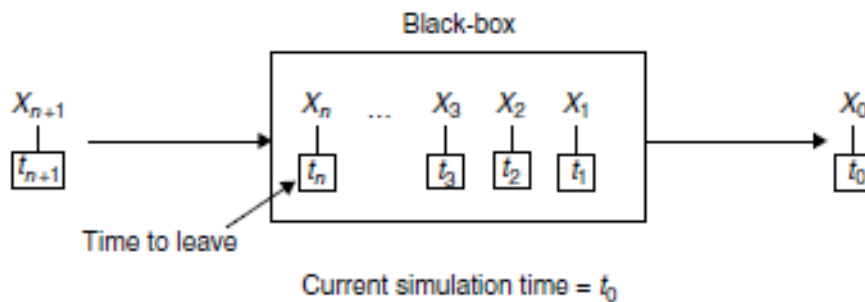 Black-box
X_{n+1} X_n ... X_3 X_2 X_1 X_0
t_{n+1} t_n t_3 t_2 t_1 t_0
Time to leave
Current simulation time = t_0